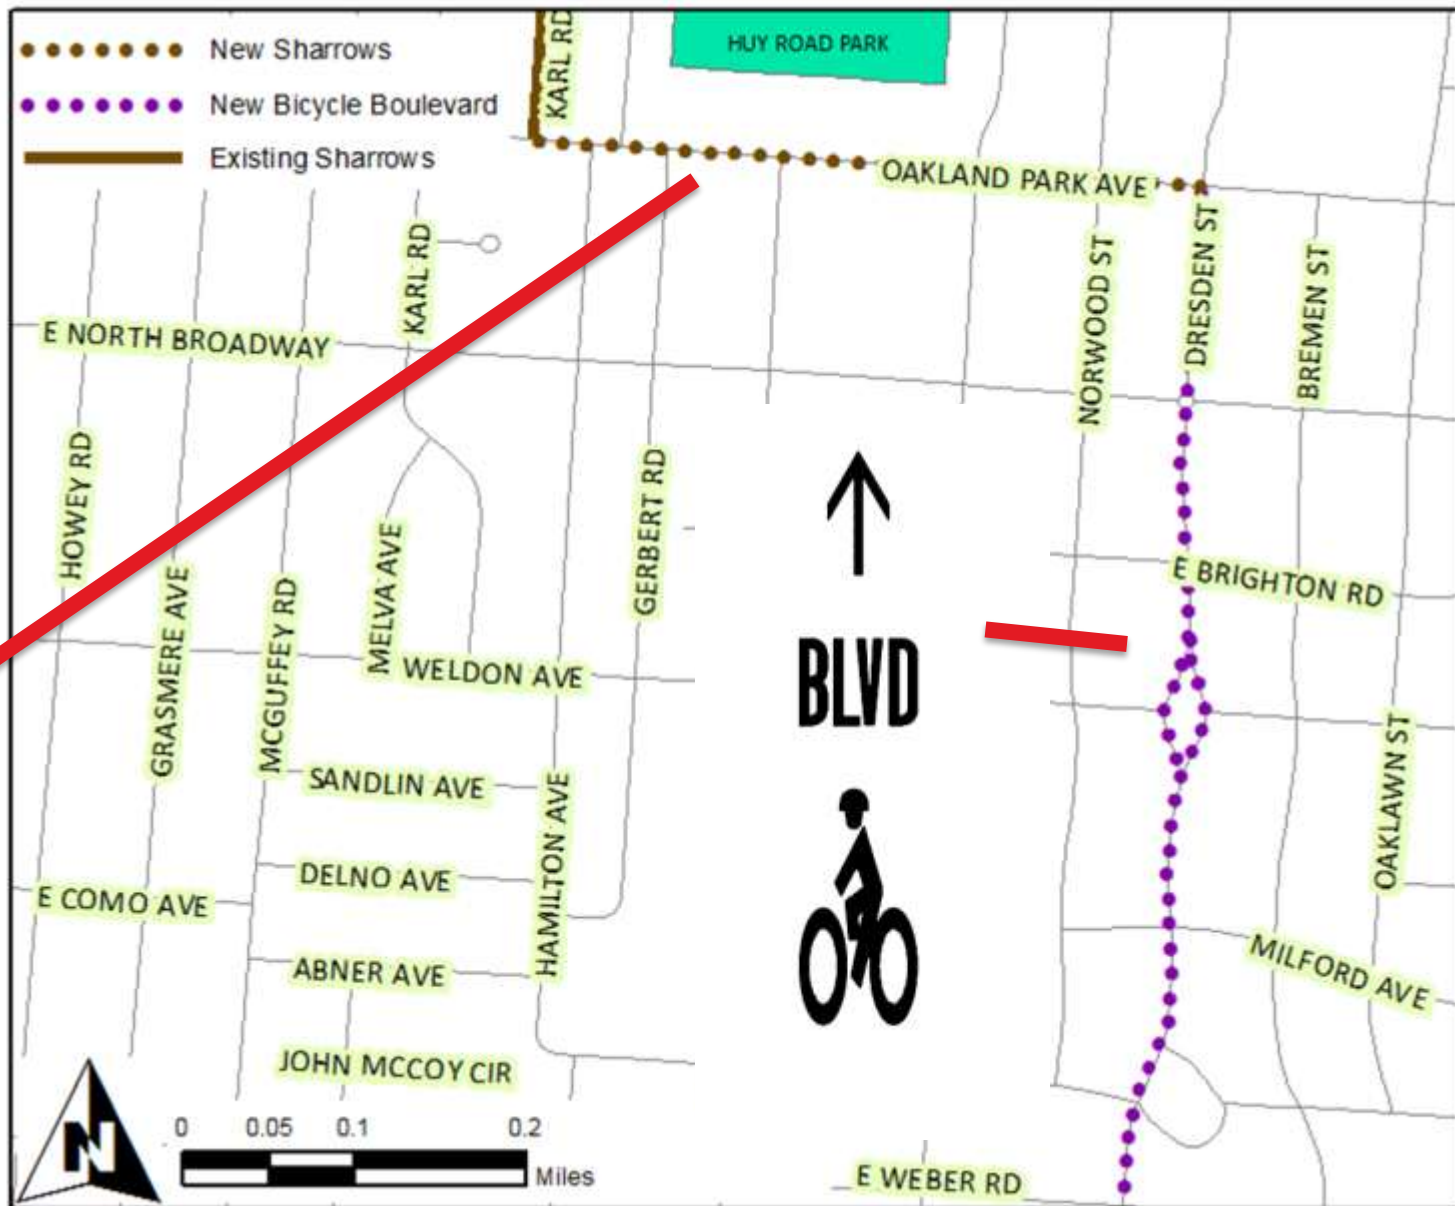 New Sharrows
New Bicycle Boulevard
Existing Sharrows
KARL RD
HUY ROAD PARK
OAKLAND PARK AVE
KARL RD
E NORTH BROADWAY
NORWOOD ST
DRESDEN ST
BREMEN ST
HOWEY RD
GRASMERE AVE
MCGUFFEY RD
MELVA AVE
GERBERT RD
E BRIGHTON RD
WELDON AVE
BLVD
SANDLIN AVE
HAMILTON AVE
OAKLAWN ST
DELNO AVE
E COMO AVE
ABNER AVE
MILFORD AVE
JOHN MCCOY CIR
N
0 0.05 0.1 0.2
Miles
E WEBER RD